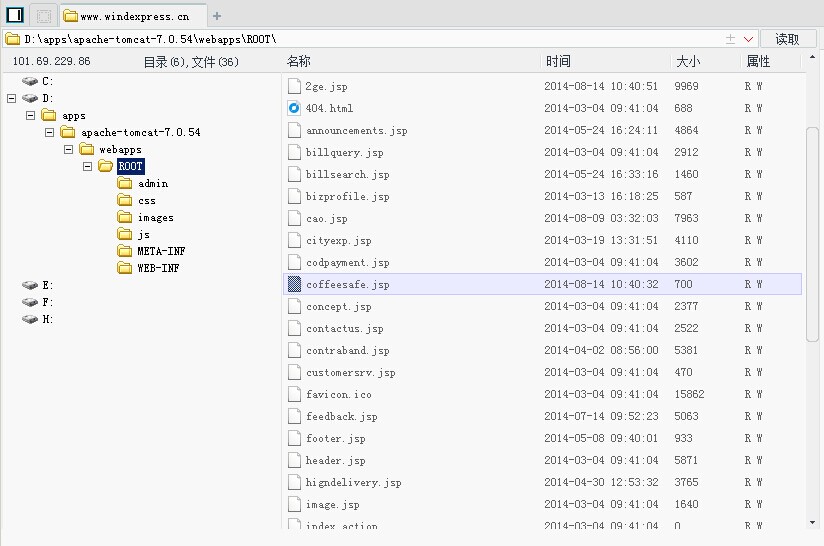 www.windexpress.cn
D:\apps\apache-tomcat-7.0.54\webapps\ROOT\ 读取
101.69.229.86 目录(6),文件(36) 名称 时间 大小 属性
C:
D:
apps
apache-tomcat-7.0.54
webapps
ROOT
admin
css
images
js
META-INF
WEB-INF
E:
F:
H:
2ge.jsp 2014-08-14 10:40:51 9969 R W
404.html 2014-03-04 09:41:04 688 R W
announcements.jsp 2014-05-24 16:24:11 4864 R W
billquery.jsp 2014-03-04 09:41:04 2912 R W
billsearch.jsp 2014-05-24 16:33:16 1460 R W
bizprofile.jsp 2014-03-13 16:18:25 587 R W
cao.jsp 2014-08-09 03:32:03 7963 R W
cityexp.jsp 2014-03-19 13:31:51 4110 R W
codpayment.jsp 2014-03-04 09:41:04 3602 R W
coffeesafe.jsp 2014-08-14 10:40:32 700 R W
concept.jsp 2014-03-04 09:41:04 2377 R W
contactus.jsp 2014-03-04 09:41:04 2522 R W
contraband.jsp 2014-04-02 08:56:00 5381 R W
customersrv.jsp 2014-03-04 09:41:04 470 R W
favicon.ico 2014-03-04 09:41:04 15862 R W
feedback.jsp 2014-07-14 09:52:23 5063 R W
footer.jsp 2014-05-08 09:40:01 933 R W
header.jsp 2014-03-04 09:41:04 5871 R W
highdelivery.jsp 2014-04-30 12:53:32 3765 R W
image.jsp 2014-03-04 09:41:04 1640 R W
index.action 2014-03-04 09:41:04 0 R W